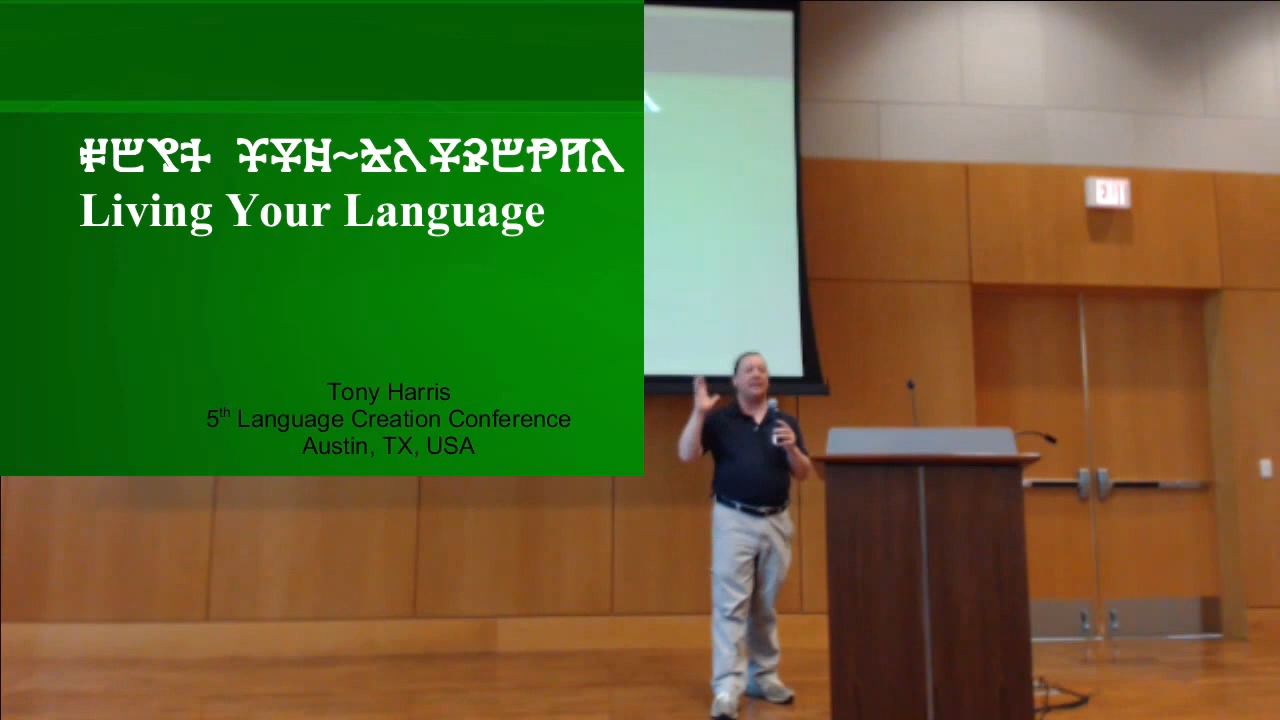 Living Your Language
Tony Harris
5th Language Creation Conference
Austin, TX, USA
EXIT